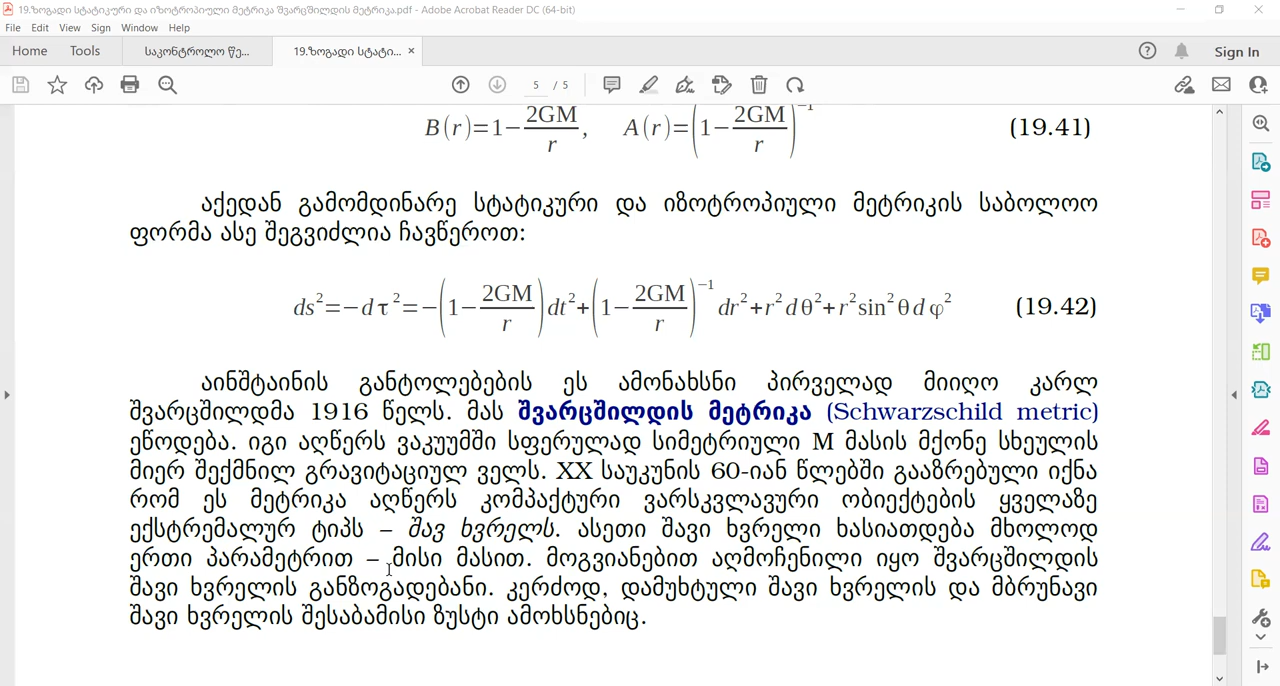 19.ზოგადი სტატიკური და იზოტროპიული მეტრიკა შვარცშილდის მეტრიკა.pdf - Adobe Acrobat Reader DC (64-bit)
File Edit View Sign Window Help
Home Tools საკონტროლო წე... 19.ზოგადი სტატი... × Sign In
5 / 5
B(r)=1−2GM/r, A(r)=(1−2GM/r)⁻¹ (19.41)
აქედან გამომდინარე სტატიკური და იზოტროპიული მეტრიკის საბოლოო
ფორმა ასე შეგვიძლია ჩავწეროთ:
ds²=−dτ²=−(1−2GM/r)dt²+(1−2GM/r)⁻¹dr²+r²dθ²+r²sin²θdφ² (19.42)
აინშტაინის განტოლებების ეს ამონახსნი პირველად მიიღო კარლ
შვარცშილდმა 1916 წელს. მას შვარცშილდის მეტრიკა (Schwarzschild metric)
ეწოდება. იგი აღწერს ვაკუუმში სფერულად სიმეტრიული M მასის მქონე სხეულის
მიერ შექმნილ გრავიტაციულ ველს. XX საუკუნის 60-იან წლებში გააზრებული იქნა
რომ ეს მეტრიკა აღწერს კომპაქტური ვარსკვლავური ობიექტების ყველაზე
ექსტრემალურ ტიპს – შავ ხვრელს. ასეთი შავი ხვრელი ხასიათდება მხოლოდ
ერთი პარამეტრით – მისი მასით. მოგვიანებით აღმოჩენილი იყო შვარცშილდის
შავი ხვრელის განზოგადებანი. კერძოდ, დამუხტული შავი ხვრელის და მბრუნავი
შავი ხვრელის შესაბამისი ზუსტი ამოხსნებიც.